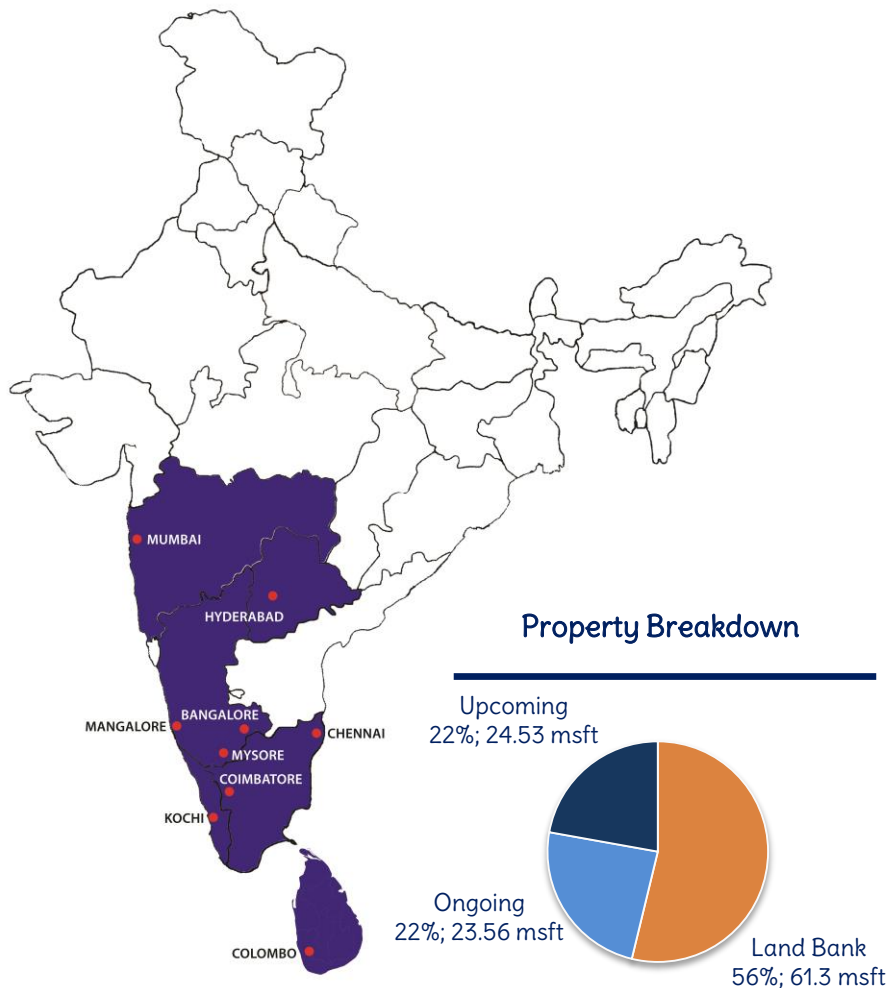 MUMBAI
HYDERABAD
Property Breakdown
Upcoming
22%; 24.53 msft
MANGALORE
BANGALORE
CHENNAI
MYSORE
COIMBATORE
KOCHI
Ongoing
22%; 23.56 msft
COLOMBO
Land Bank
56%; 61.3 msft